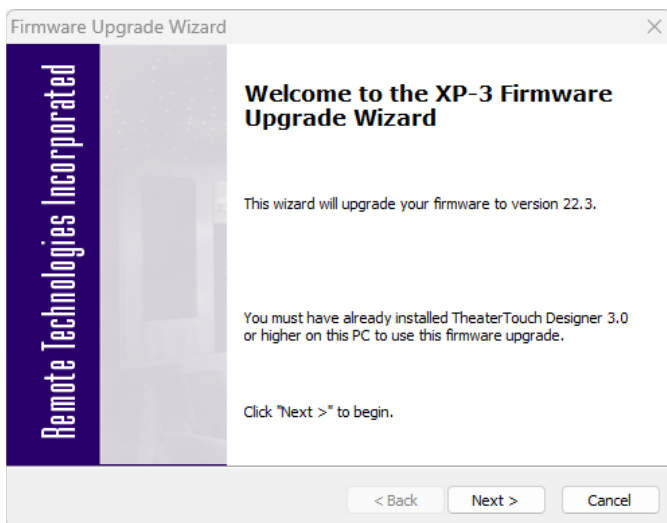 Firmware Upgrade Wizard
Remote Technologies Incorporated
Welcome to the XP-3 Firmware
Upgrade Wizard
This wizard will upgrade your firmware to version 22.3.
You must have already installed TheaterTouch Designer 3.0
or higher on this PC to use this firmware upgrade.
Click "Next >" to begin.
< Back
Next >
Cancel